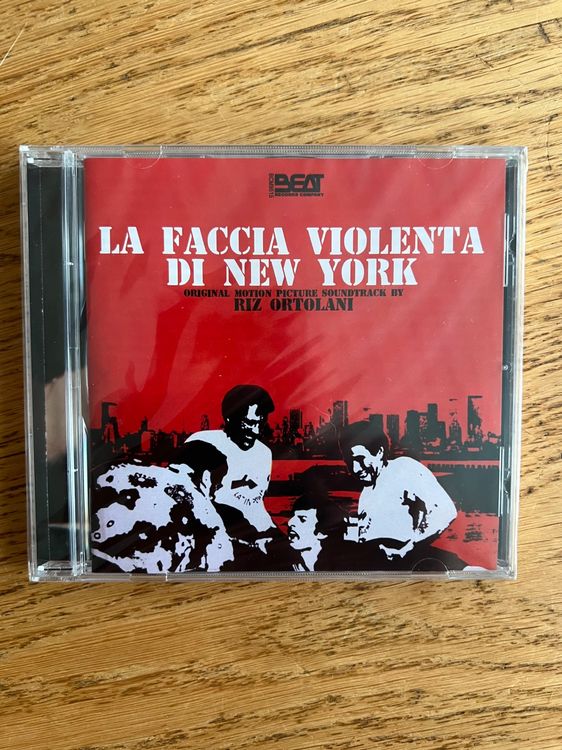 BEAT
RECORDS COMPANY
LA FACCIA VIOLENTA
DI NEW YORK
ORIGINAL MOTION PICTURE SOUNDTRACK BY
RIZ ORTOLANI